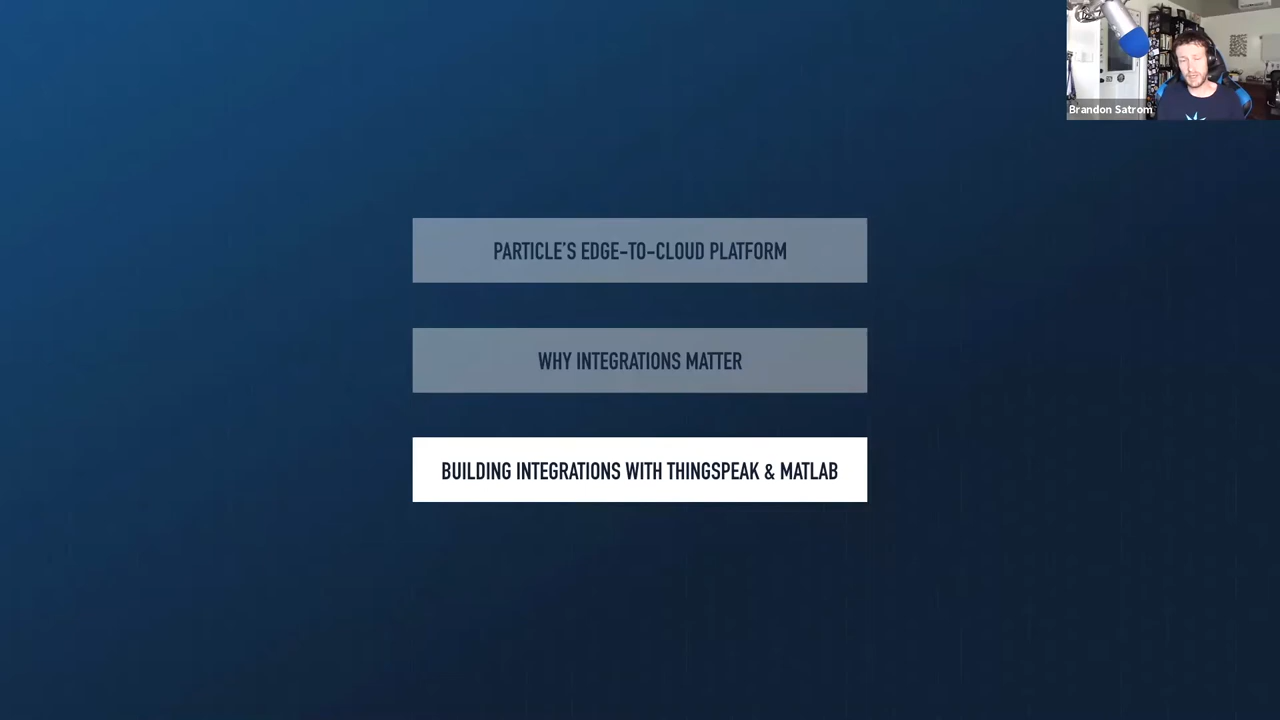 Brandon Satrom
PARTICLE'S EDGE-TO-CLOUD PLATFORM
WHY INTEGRATIONS MATTER
BUILDING INTEGRATIONS WITH THINGSPEAK & MATLAB